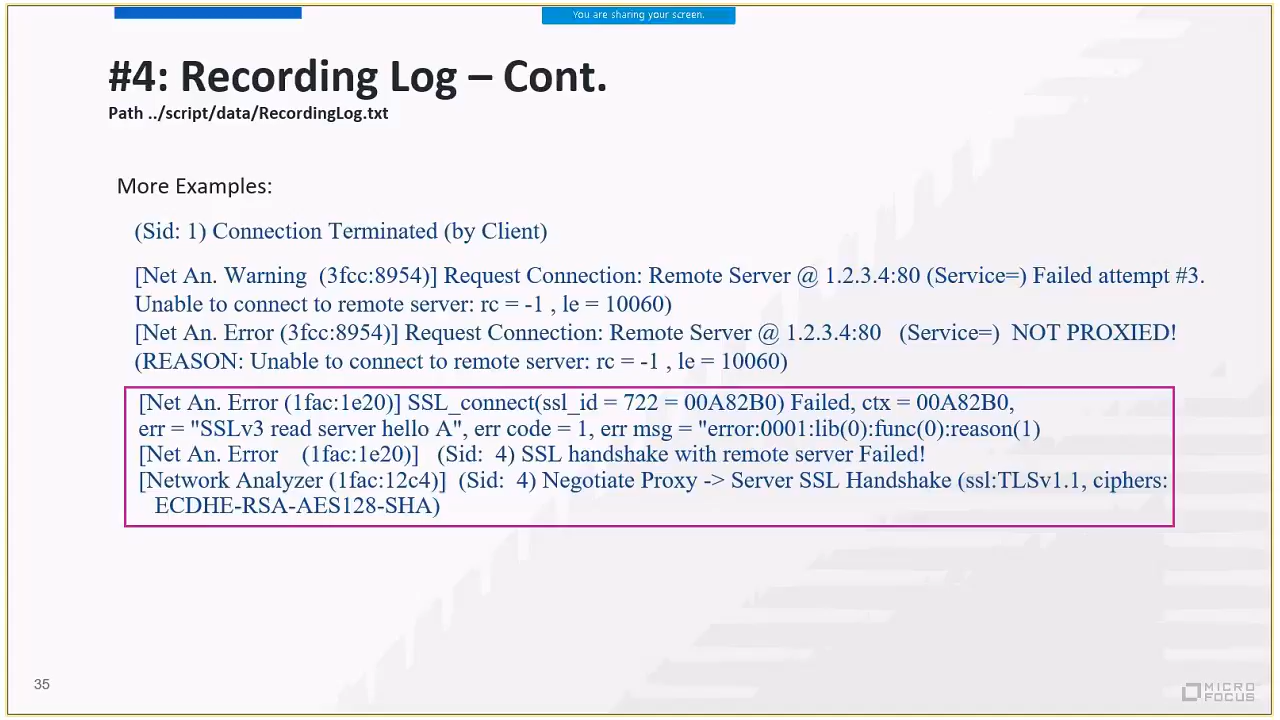 You are sharing your screen.
#4: Recording Log – Cont.
Path ../script/data/RecordingLog.txt
More Examples:
(Sid: 1) Connection Terminated (by Client)
[Net An. Warning (3fcc:8954)] Request Connection: Remote Server @ 1.2.3.4:80 (Service=) Failed attempt #3.
Unable to connect to remote server: rc = -1 , le = 10060)
[Net An. Error (3fcc:8954)] Request Connection: Remote Server @ 1.2.3.4:80 (Service=) NOT PROXIED!
(REASON: Unable to connect to remote server: rc = -1 , le = 10060)
[Net An. Error (1fac:1e20)] SSL_connect(ssl_id = 722 = 00A82B0) Failed, ctx = 00A82B0,
err = "SSLv3 read server hello A", err code = 1, err msg = "error:0001:lib(0):func(0):reason(1)
[Net An. Error (1fac:1e20)] (Sid: 4) SSL handshake with remote server Failed!
[Network Analyzer (1fac:12c4)] (Sid: 4) Negotiate Proxy -> Server SSL Handshake (ssl:TLSv1.1, ciphers:
ECDHE-RSA-AES128-SHA)
35
MICRO
FOCUS